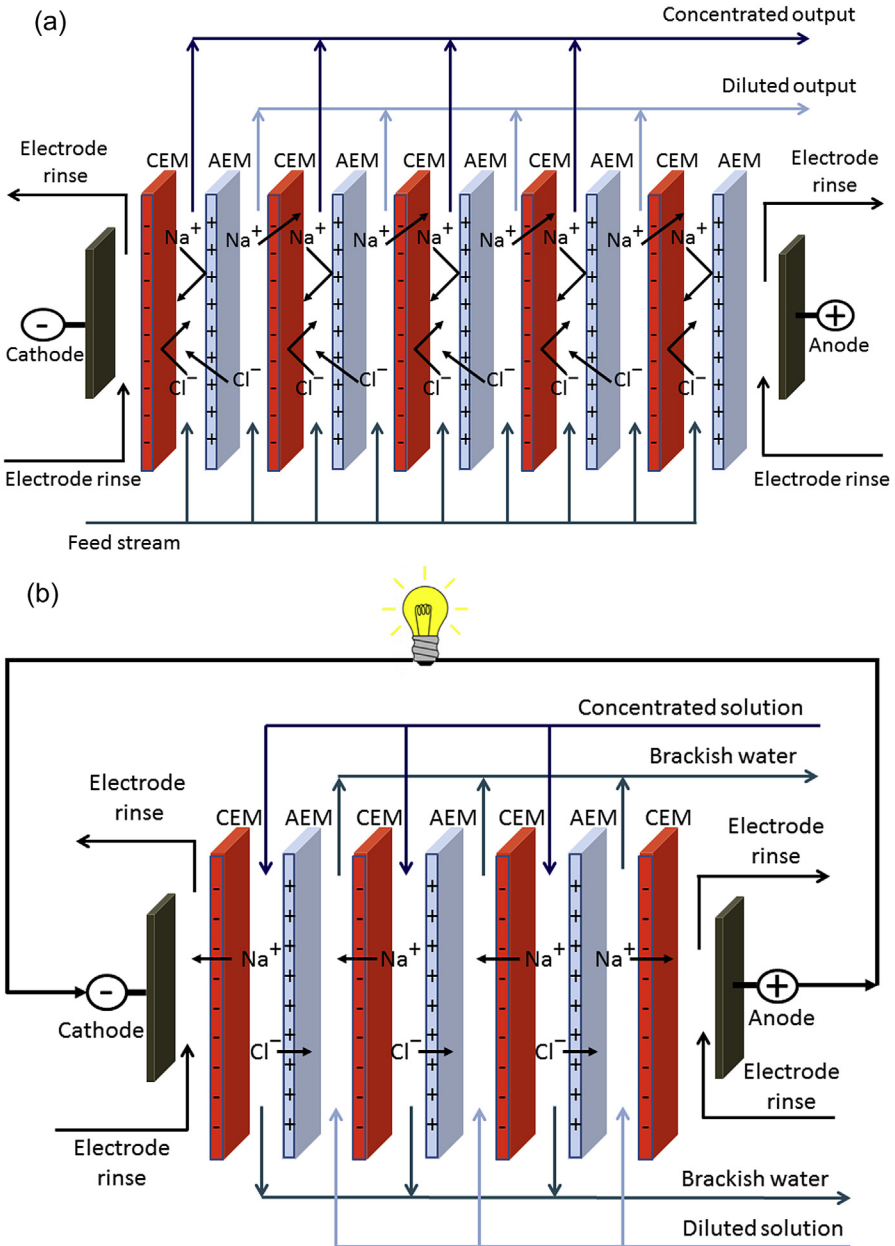 (a)
Concentrated output
Diluted output
Electrode
rinse
CEM AEM CEM AEM CEM AEM CEM AEM CEM AEM
Electrode
rinse
Na+ Na+ Na+ Na+ Na+ Na+ Na+ Na+ Na+
-
Cathode
+
Anode
Cl− Cl− Cl− Cl− Cl− Cl− Cl− Cl− Cl−
Electrode rinse
Electrode rinse
Feed stream
(b)
Concentrated solution
Brackish water
Electrode
rinse
CEM AEM CEM AEM CEM AEM CEM
Electrode
rinse
Na+ Na+ Na+ Na+
-
Cathode
+
Anode
Cl− Cl− Cl−
Electrode
rinse
Electrode
rinse
Brackish water
Diluted solution